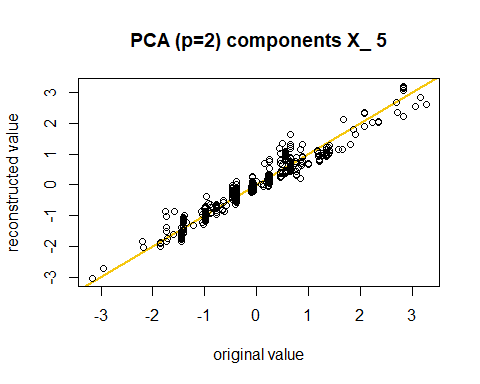 PCA (p=2) components X_ 5
reconstructed value
3
2
1
0
-1
-2
-3
-3 -2 -1 0 1 2 3
original value